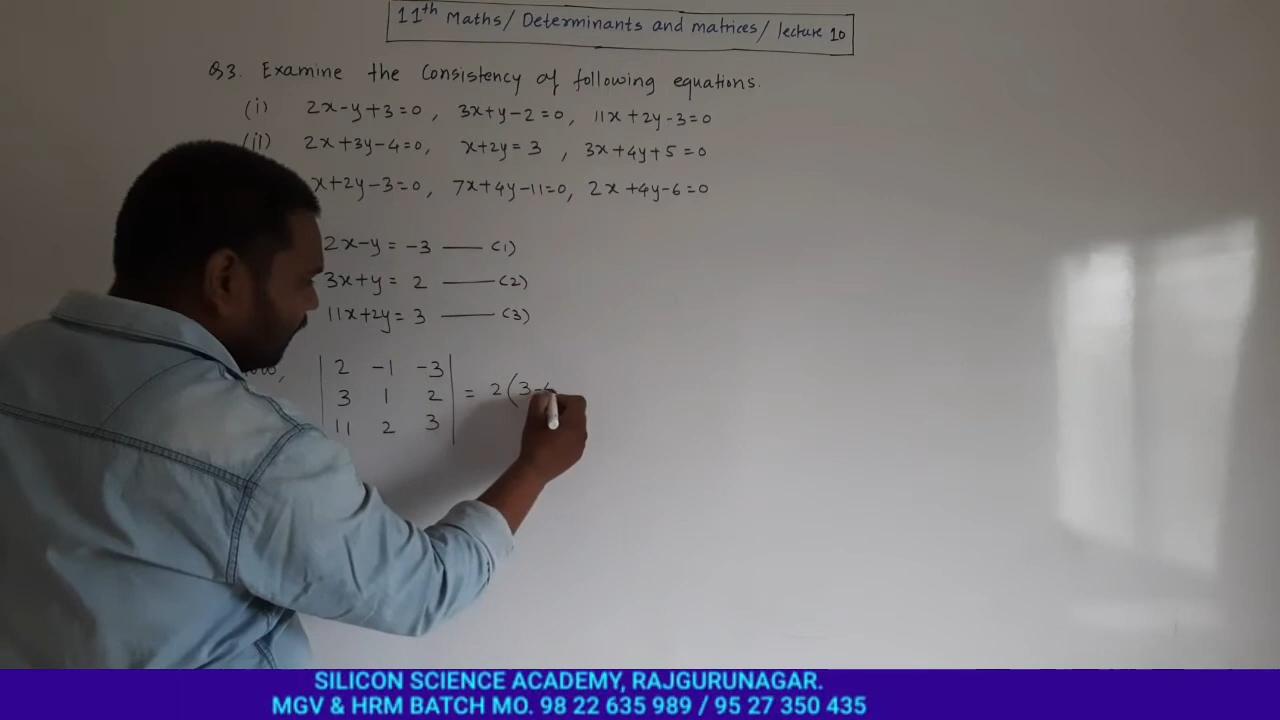 11th Maths/ Determinants and matrices/ lecture 10
Q3. Examine the Consistency of following equations.
(i) 2x-y+3=0, 3x+y-2=0, 11x+2y-3=0
(ii) 2x+3y-4=0, x+2y=3, 3x+4y+5=0
x+2y-3=0, 7x+4y-11=0, 2x+4y-6=0
2x-y = -3 —— (1)
3x+y = 2 —— (2)
11x+2y = 3 —— (3)
| 2 -1 -3 |
| 3 1 2 | = 2(3-4
| 11 2 3 |
SILICON SCIENCE ACADEMY, RAJGURUNAGAR.
MGV & HRM BATCH MO. 98 22 635 989 / 95 27 350 435